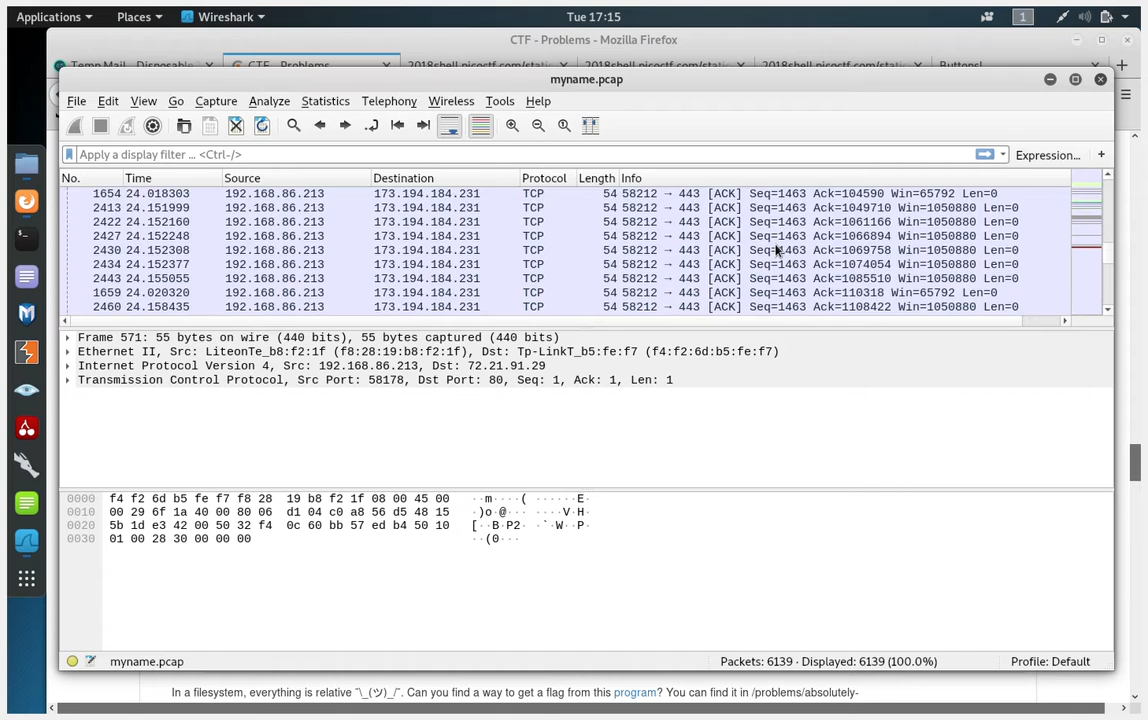 Applications Places Wireshark Tue 17:15 1
CTF - Problems - Mozilla Firefox
Temp Mail - Disposable CTF - Problems 2018shell.picoctf.com/stati 2018shell.picoctf.com/stati 2018shell.picoctf.com/stati Buttons!
myname.pcap
File Edit View Go Capture Analyze Statistics Telephony Wireless Tools Help
Apply a display filter ... <Ctrl-/> Expression... +
No. Time Source Destination Protocol Length Info
1654 24.018303 192.168.86.213 173.194.184.231 TCP 54 58212 → 443 [ACK] Seq=1463 Ack=104590 Win=65792 Len=0
2413 24.151999 192.168.86.213 173.194.184.231 TCP 54 58212 → 443 [ACK] Seq=1463 Ack=1049710 Win=1050880 Len=0
2422 24.152160 192.168.86.213 173.194.184.231 TCP 54 58212 → 443 [ACK] Seq=1463 Ack=1061166 Win=1050880 Len=0
2427 24.152248 192.168.86.213 173.194.184.231 TCP 54 58212 → 443 [ACK] Seq=1463 Ack=1066894 Win=1050880 Len=0
2430 24.152308 192.168.86.213 173.194.184.231 TCP 54 58212 → 443 [ACK] Seq=1463 Ack=1069758 Win=1050880 Len=0
2434 24.152377 192.168.86.213 173.194.184.231 TCP 54 58212 → 443 [ACK] Seq=1463 Ack=1074054 Win=1050880 Len=0
2443 24.155055 192.168.86.213 173.194.184.231 TCP 54 58212 → 443 [ACK] Seq=1463 Ack=1085510 Win=1050880 Len=0
1659 24.020320 192.168.86.213 173.194.184.231 TCP 54 58212 → 443 [ACK] Seq=1463 Ack=110318 Win=65792 Len=0
2460 24.158435 192.168.86.213 173.194.184.231 TCP 54 58212 → 443 [ACK] Seq=1463 Ack=1108422 Win=1050880 Len=0
Frame 571: 55 bytes on wire (440 bits), 55 bytes captured (440 bits)
Ethernet II, Src: LiteonTe_b8:f2:1f (f8:28:19:b8:f2:1f), Dst: Tp-LinkT_b5:fe:f7 (f4:f2:6d:b5:fe:f7)
Internet Protocol Version 4, Src: 192.168.86.213, Dst: 72.21.91.29
Transmission Control Protocol, Src Port: 58178, Dst Port: 80, Seq: 1, Ack: 1, Len: 1
0000 f4 f2 6d b5 fe f7 f8 28 19 b8 f2 1f 08 00 45 00 ··m····( ······E·
0010 00 29 6f 1a 40 00 80 06 d1 04 c0 a8 56 d5 48 15 ·)o·@··· ····V·H·
0020 5b 1d e3 42 00 50 32 f4 0c 60 bb 57 ed b4 50 10 [··B·P2· ·`·W··P·
0030 01 00 28 30 00 00 00 ··(0···
myname.pcap Packets: 6139 · Displayed: 6139 (100.0%) Profile: Default
In a filesystem, everything is relative ¯\_(ツ)_/¯. Can you find a way to get a flag from this program? You can find it in /problems/absolutely-